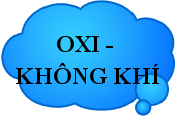 OXI -
KHÔNG KHÍ